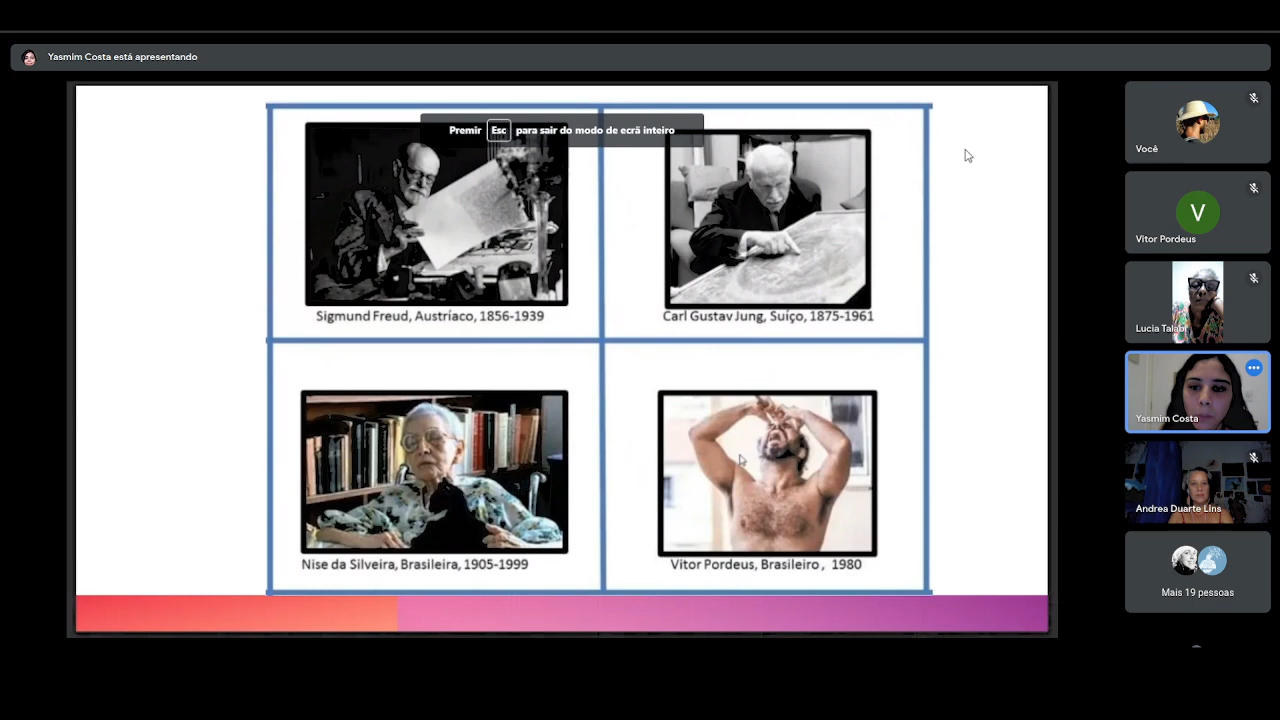 Yasmim Costa está apresentando
Premir Esc para sair do modo de ecrã inteiro
Sigmund Freud, Austríaco, 1856-1939
Carl Gustav Jung, Suíço, 1875-1961
Nise da Silveira, Brasileira, 1905-1999
Vitor Pordeus, Brasileiro , 1980
Você
V
Vitor Pordeus
Lucia Talabi
Yasmim Costa
Andrea Duarte LIns
Mais 19 pessoas